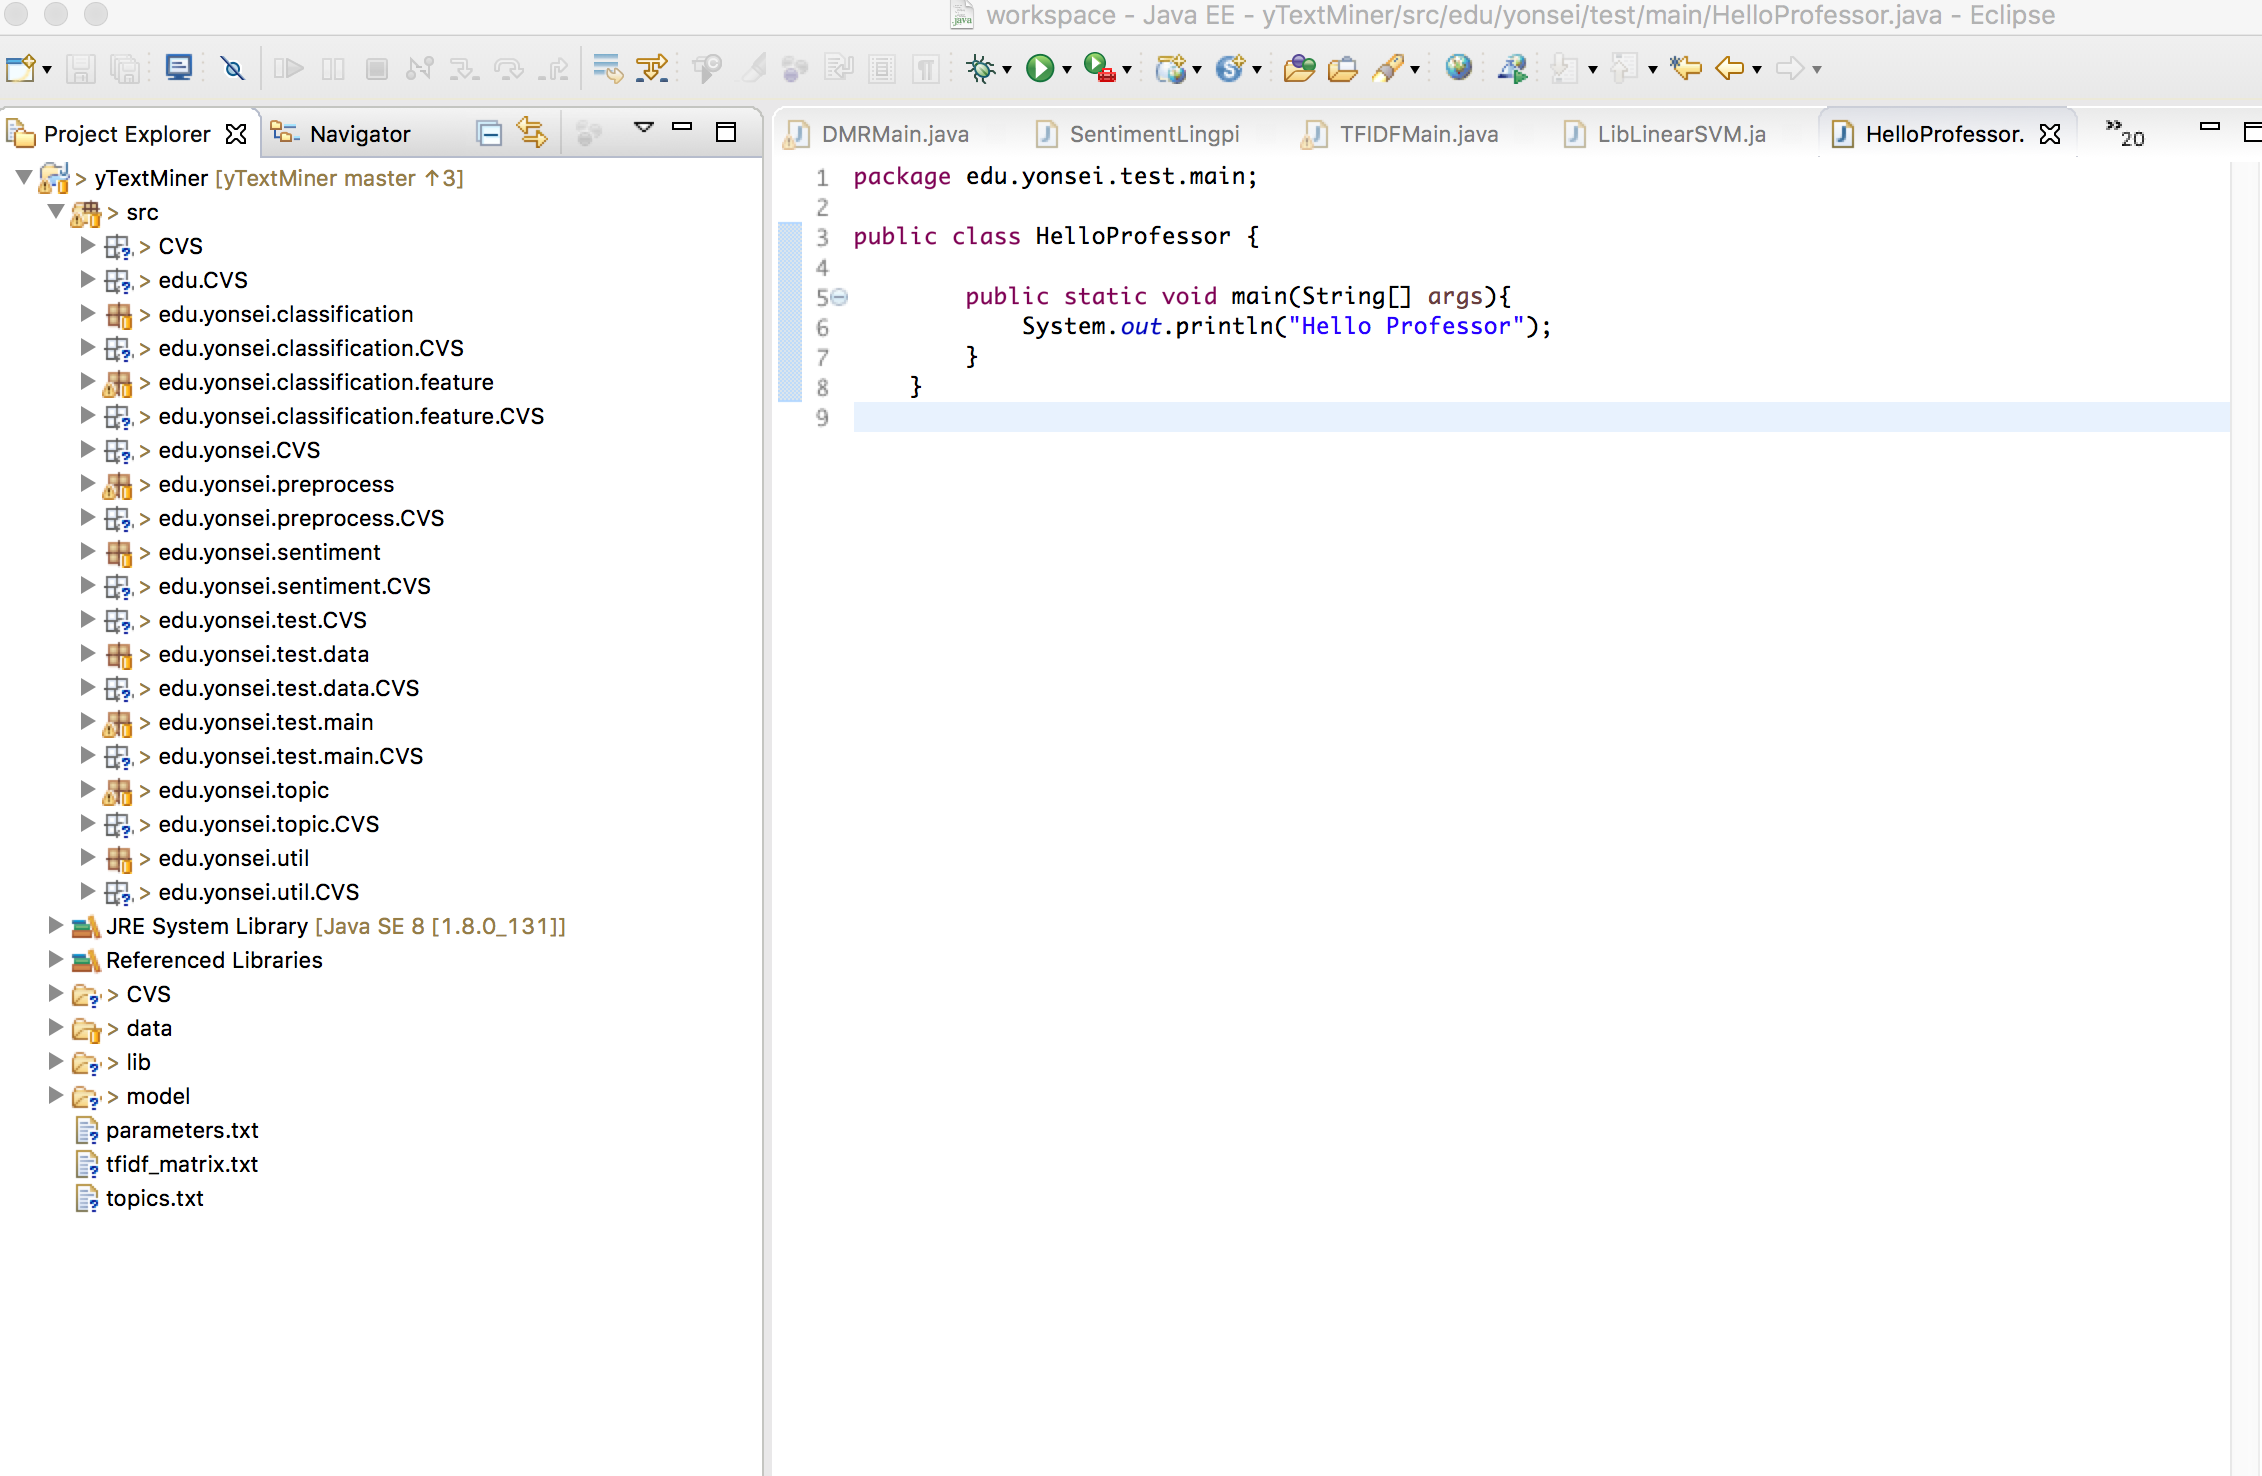 workspace - Java EE - yTextMiner/src/edu/yonsei/test/main/HelloProfessor.java - Eclipse
Project Explorer
Navigator
DMRMain.java
SentimentLingpi
TFIDFMain.java
LibLinearSVM.ja
HelloProfessor.
»20
> yTextMiner [yTextMiner master ↑3]
> src
> CVS
> edu.CVS
> edu.yonsei.classification
> edu.yonsei.classification.CVS
> edu.yonsei.classification.feature
> edu.yonsei.classification.feature.CVS
> edu.yonsei.CVS
> edu.yonsei.preprocess
> edu.yonsei.preprocess.CVS
> edu.yonsei.sentiment
> edu.yonsei.sentiment.CVS
> edu.yonsei.test.CVS
> edu.yonsei.test.data
> edu.yonsei.test.data.CVS
> edu.yonsei.test.main
> edu.yonsei.test.main.CVS
> edu.yonsei.topic
> edu.yonsei.topic.CVS
> edu.yonsei.util
> edu.yonsei.util.CVS
JRE System Library [Java SE 8 [1.8.0_131]]
Referenced Libraries
> CVS
> data
> lib
> model
parameters.txt
tfidf_matrix.txt
topics.txt
1 package edu.yonsei.test.main;
2
3 public class HelloProfessor {
4
5 public static void main(String[] args){
6 System.out.println("Hello Professor");
7 }
8 }
9